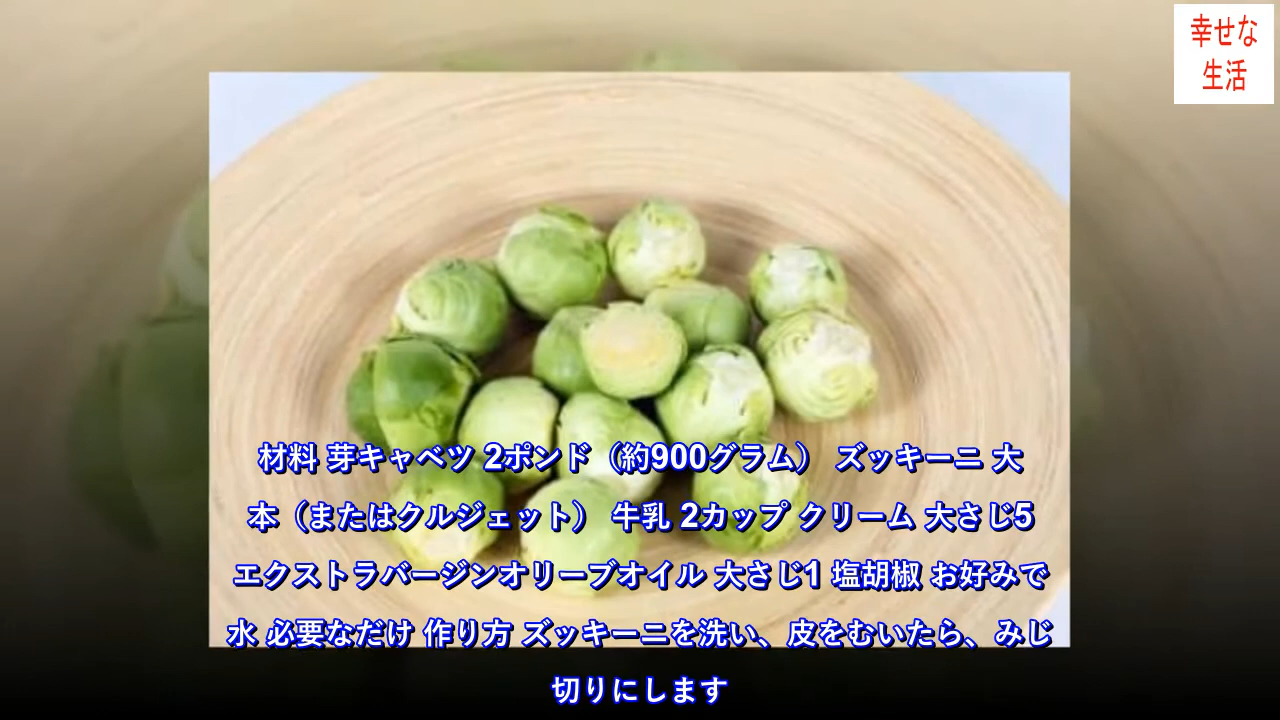 幸せな
生活
材料 芽キャベツ 2ポンド（約900グラム） ズッキーニ 大
本（またはクルジェット） 牛乳 2カップ クリーム 大さじ5
エクストラバージンオリーブオイル 大さじ1 塩胡椒 お好みで
水 必要なだけ 作り方 ズッキーニを洗い、皮をむいたら、みじ
切りにします